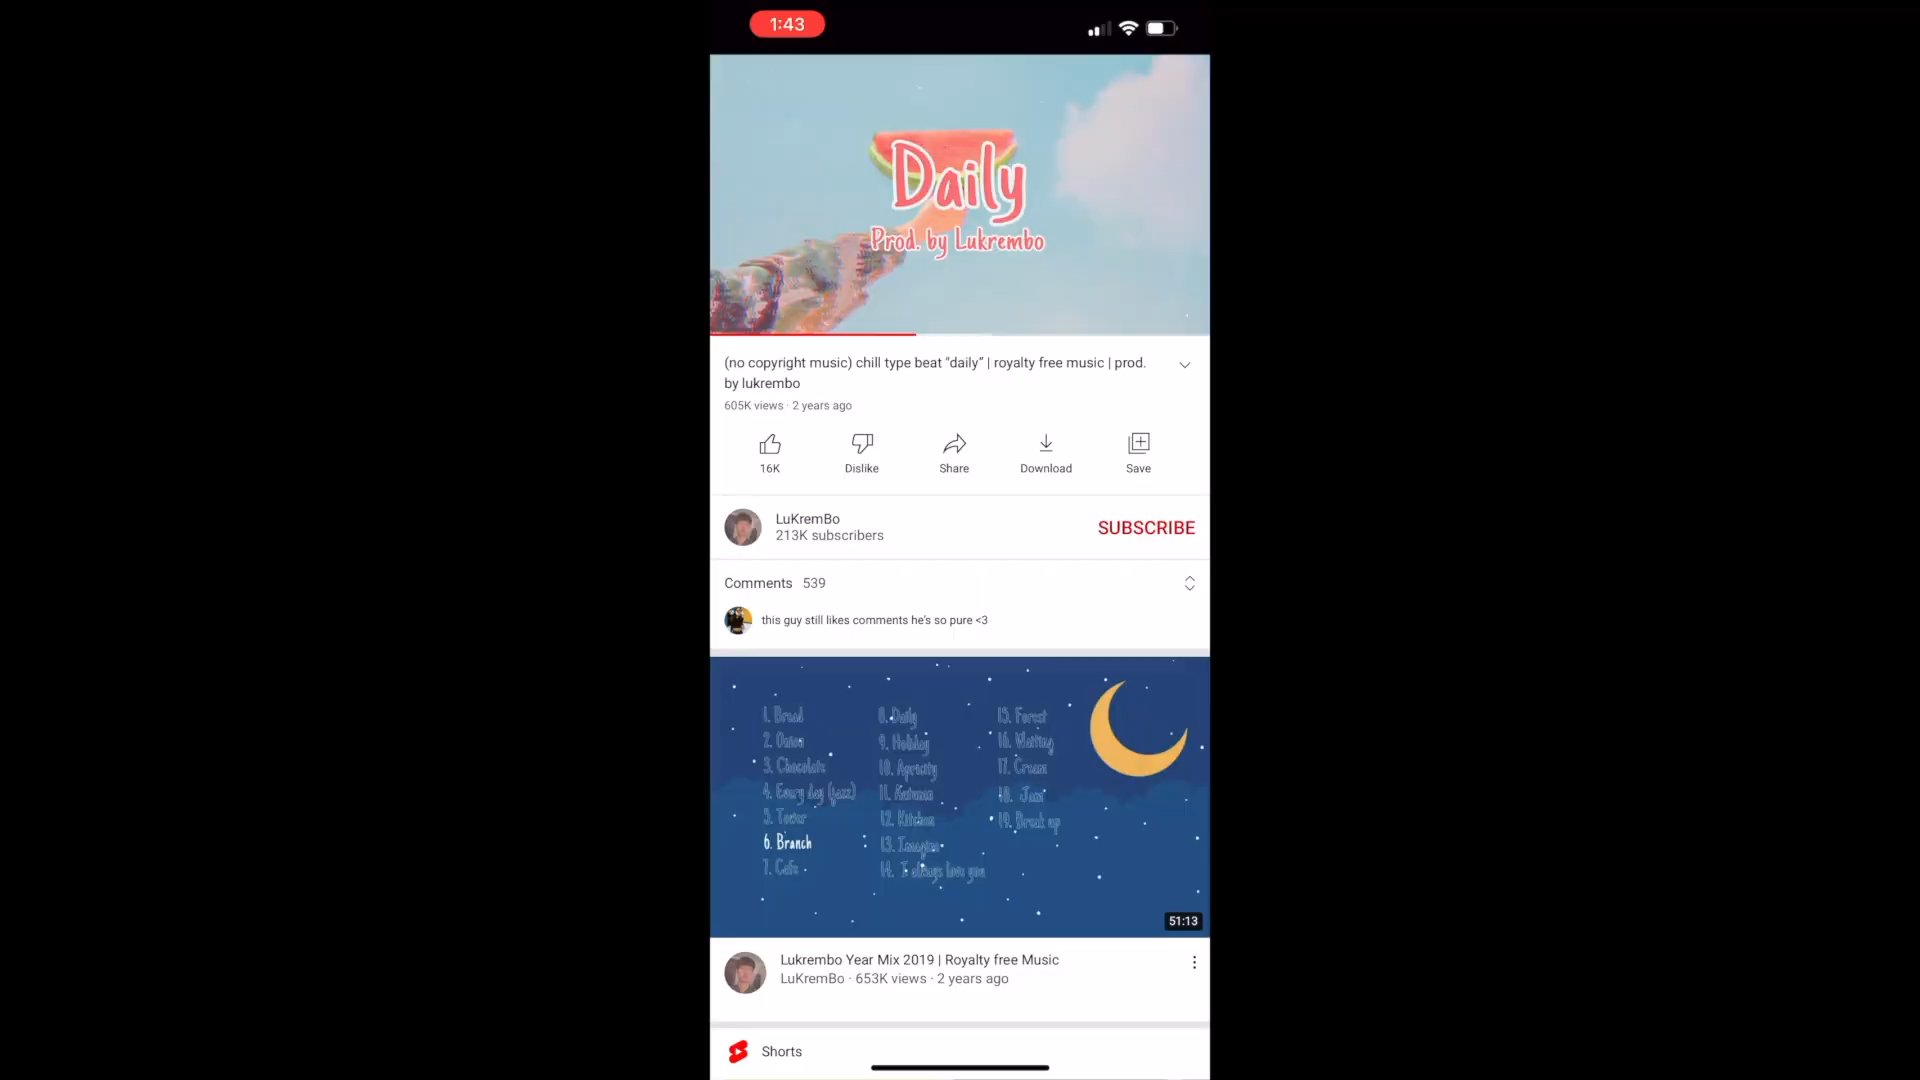 1:43
Daily
Prod. by Lukrembo
(no copyright music) chill type beat "daily" | royalty free music | prod.
by lukrembo
605K views · 2 years ago
16K
Dislike
Share
Download
Save
LuKremBo
213K subscribers
SUBSCRIBE
Comments 539
this guy still likes comments he's so pure <3
1. Bread
2. Onion
3. Chocolate
4. Every day (jazz)
5. Tower
6. Branch
7. Cafe
8. Daily
9. Holiday
10. Apricity
11. Autumn
12. Kitchen
13. Imagine
14. I always love you
15. Forest
16. Waiting
17. Cream
18. Jam
19. Break up
51:13
Lukrembo Year Mix 2019 | Royalty free Music
LuKremBo · 653K views · 2 years ago
Shorts